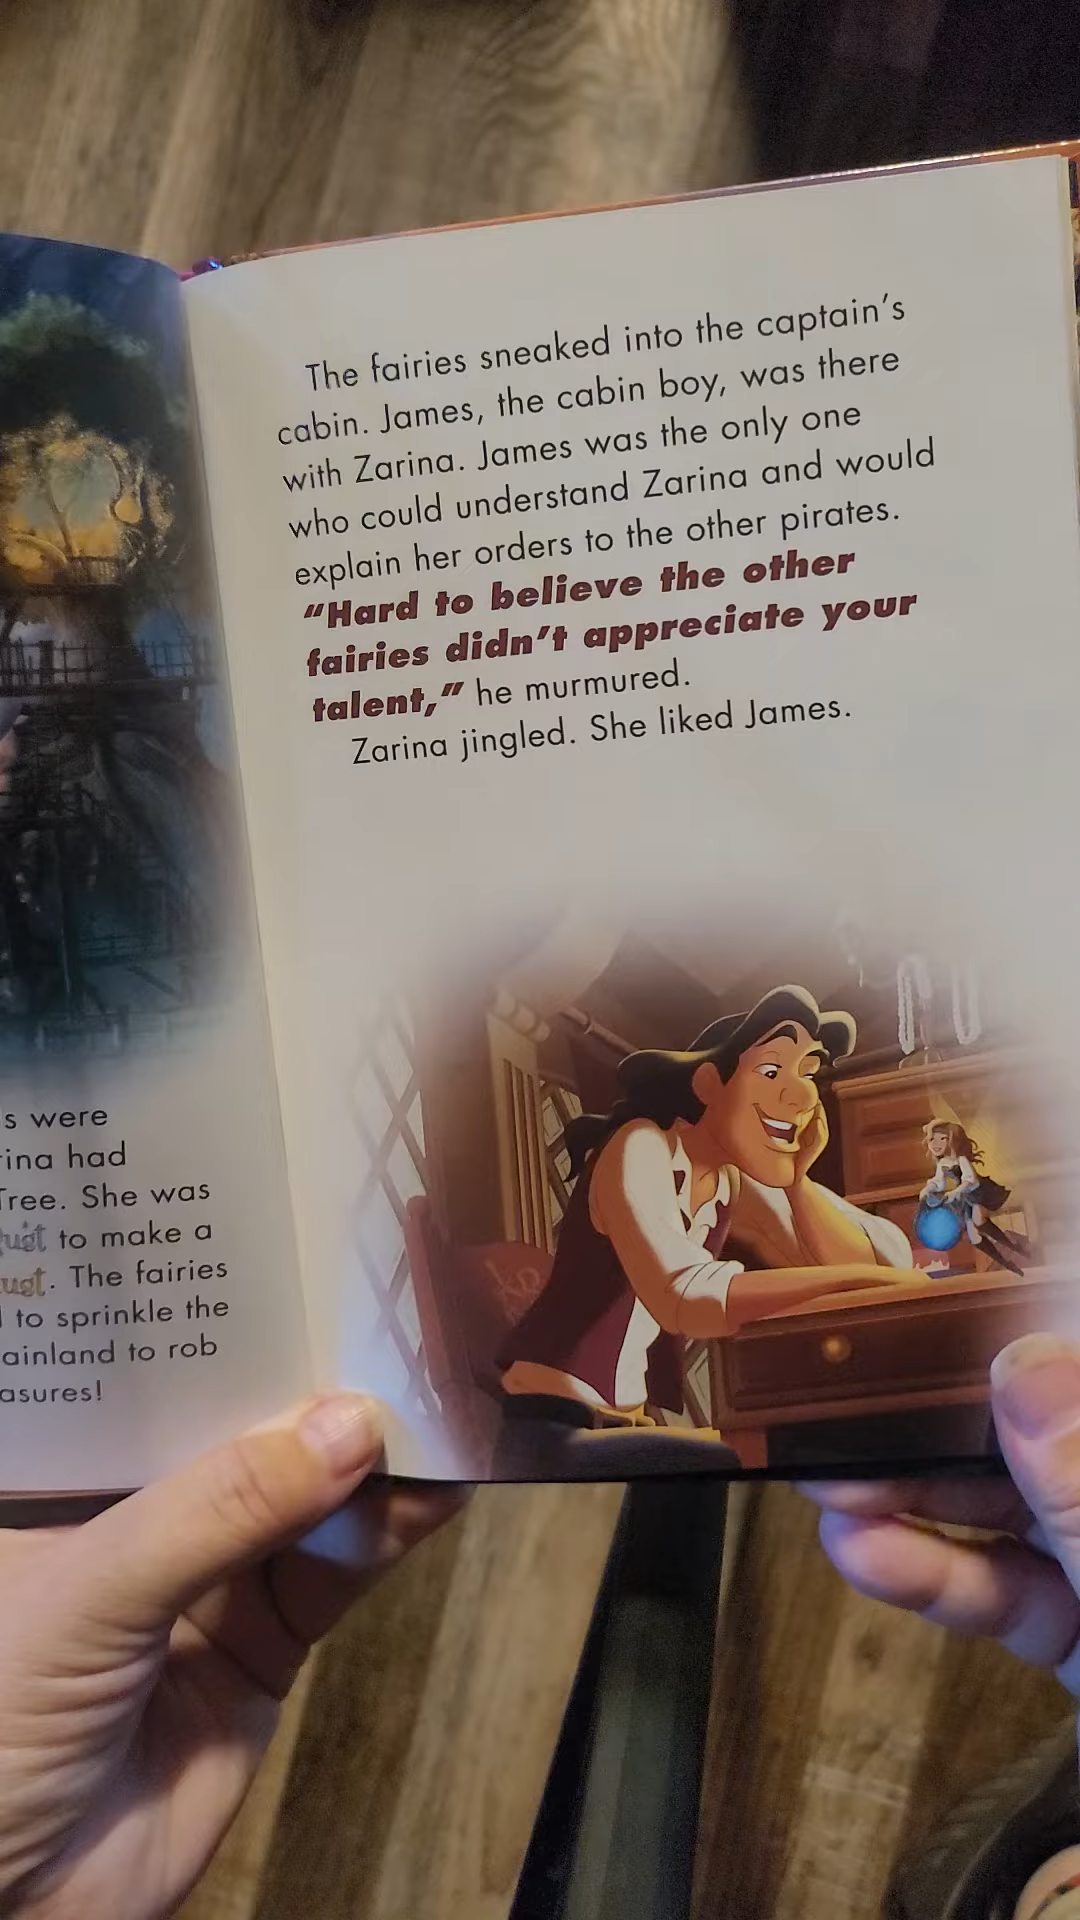 s were
rina had
Tree. She was
to make a
. The fairies
to sprinkle the
ainland to rob
asures!
The fairies sneaked into the captain's
cabin. James, the cabin boy, was there
with Zarina. James was the only one
who could understand Zarina and would
explain her orders to the other pirates.
"Hard to believe the other
fairies didn't appreciate your
talent," he murmured.
Zarina jingled. She liked James.